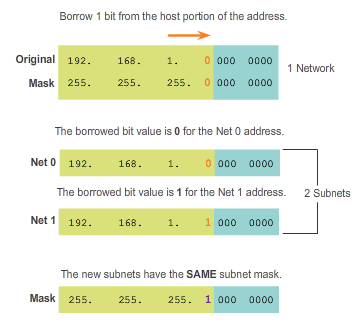 Borrow 1 bit from the host portion of the address.
Original 192. 168. 1. 0 000 0000
1 Network
Mask 255. 255. 255. 0 000 0000
The borrowed bit value is 0 for the Net 0 address.
Net 0 192. 168. 1. 0 000 0000
The borrowed bit value is 1 for the Net 1 address.
2 Subnets
Net 1 192. 168. 1. 1 000 0000
The new subnets have the SAME subnet mask.
Mask 255. 255. 255. 1 000 0000